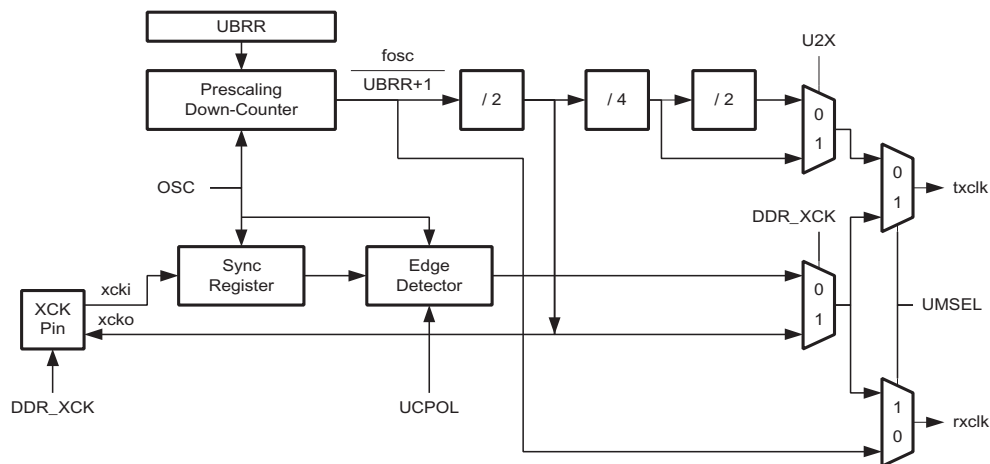 UBRR
U2X
fosc
UBRR+1
Prescaling
Down-Counter
/ 2
/ 4
/ 2
0
1
OSC
0
1
txclk
DDR_XCK
Sync
Register
Edge
Detector
xcki
0
1
XCK
Pin
xcko
UMSEL
DDR_XCK
UCPOL
1
0
rxclk